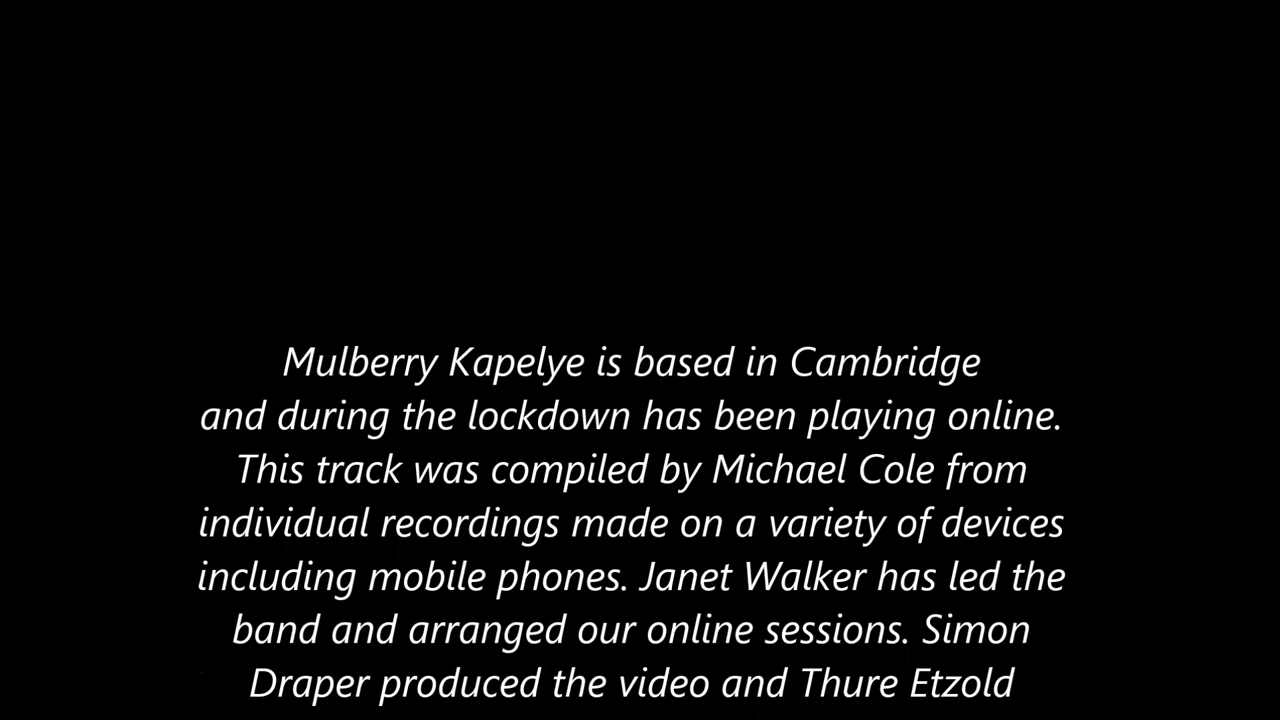 Mulberry Kapelye is based in Cambridge
and during the lockdown has been playing online.
This track was compiled by Michael Cole from
individual recordings made on a variety of devices
including mobile phones. Janet Walker has led the
band and arranged our online sessions. Simon
Draper produced the video and Thure Etzold